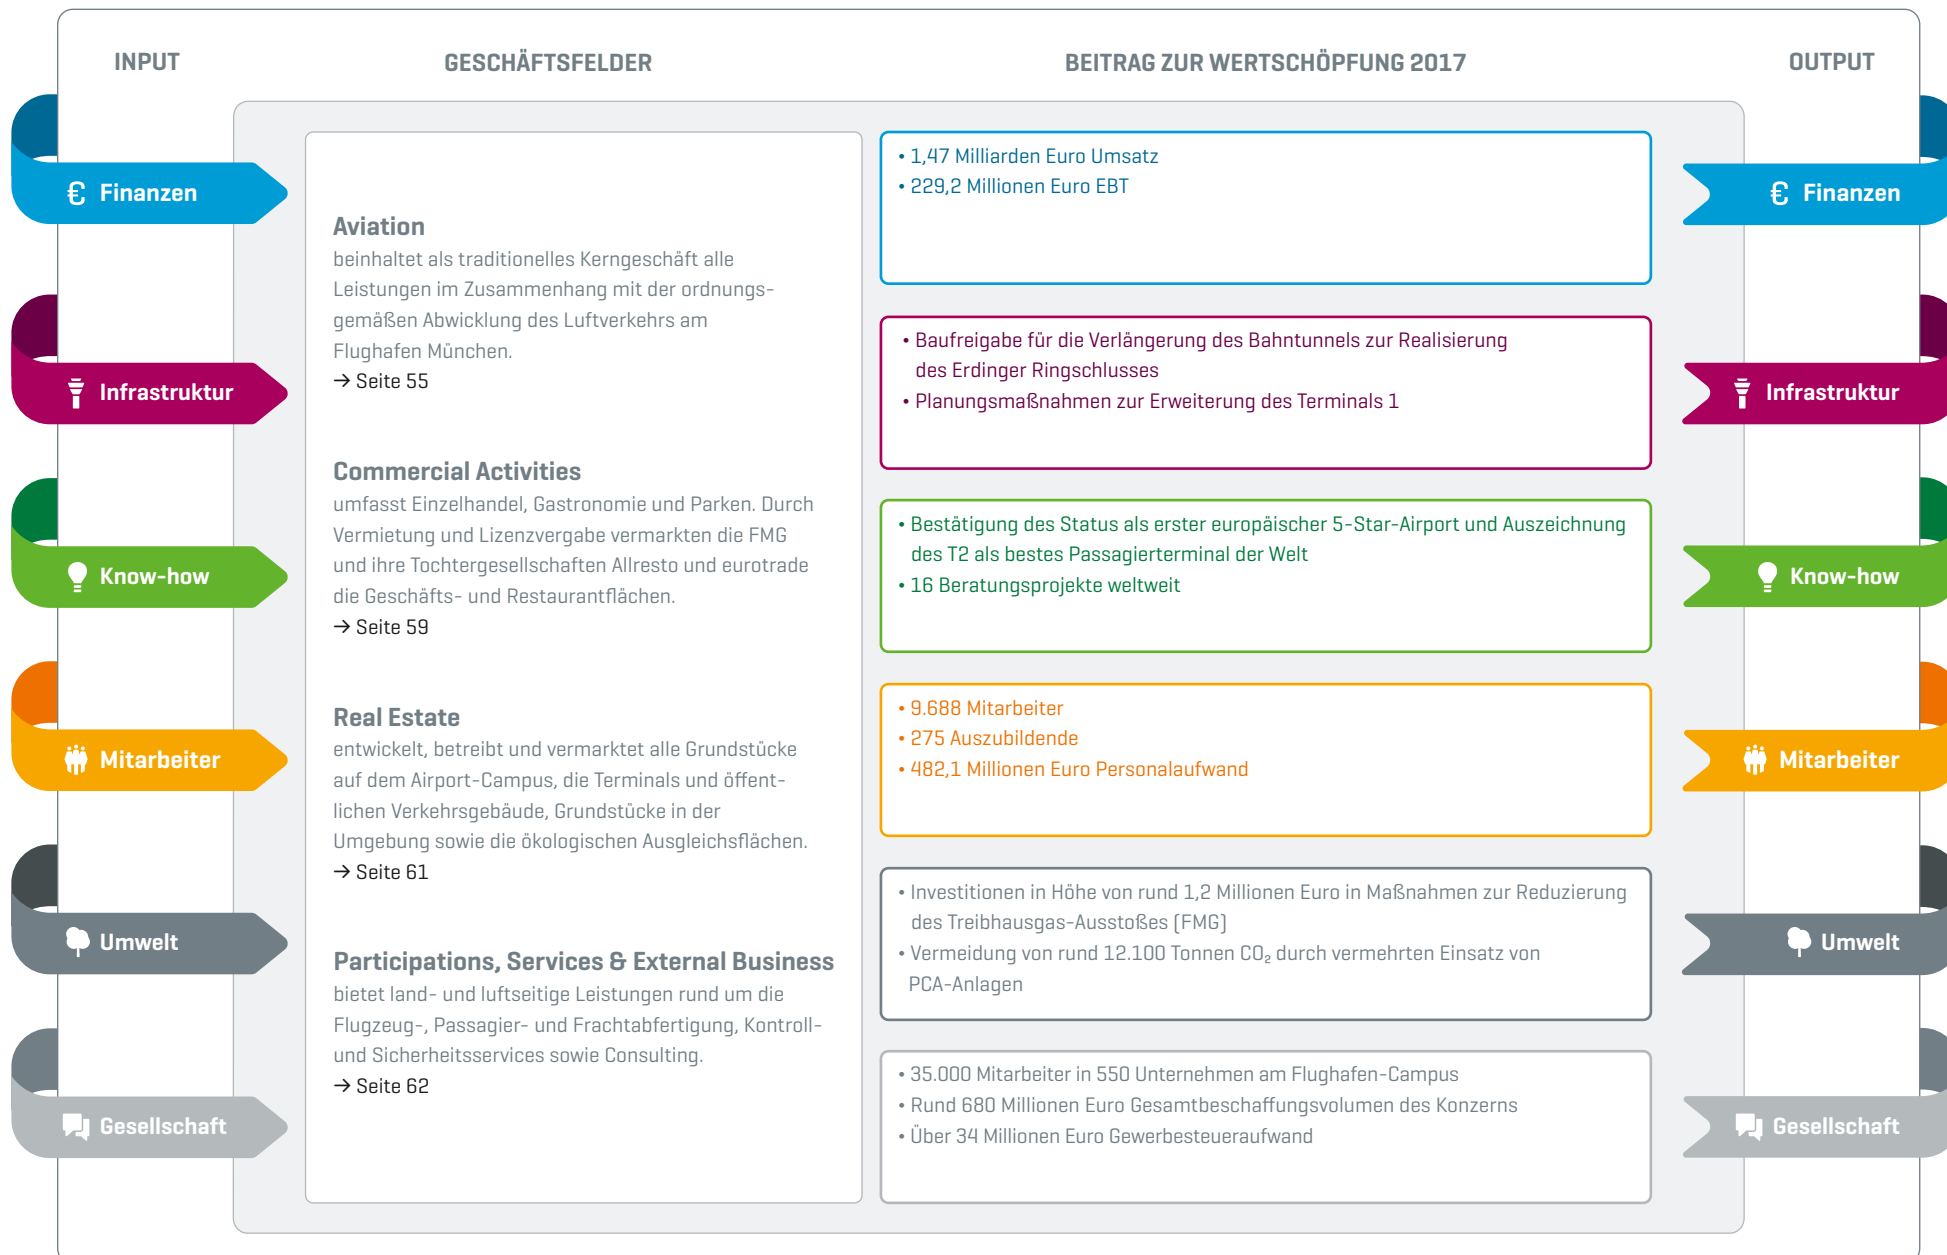 INPUT
GESCHÄFTSFELDER
BEITRAG ZUR WERTSCHÖPFUNG 2017
OUTPUT
€ Finanzen
Infrastruktur
Know-how
Mitarbeiter
Umwelt
Gesellschaft
Aviation
beinhaltet als traditionelles Kerngeschäft alle
Leistungen im Zusammenhang mit der ordnungs-
gemäßen Abwicklung des Luftverkehrs am
Flughafen München.
→ Seite 55
Commercial Activities
umfasst Einzelhandel, Gastronomie und Parken. Durch
Vermietung und Lizenzvergabe vermarkten die FMG
und ihre Tochtergesellschaften Allresto und eurotrade
die Geschäfts- und Restaurantflächen.
→ Seite 59
Real Estate
entwickelt, betreibt und vermarktet alle Grundstücke
auf dem Airport-Campus, die Terminals und öffent-
lichen Verkehrsgebäude, Grundstücke in der
Umgebung sowie die ökologischen Ausgleichsflächen.
→ Seite 61
Participations, Services & External Business
bietet land- und luftseitige Leistungen rund um die
Flugzeug-, Passagier- und Frachtabfertigung, Kontroll-
und Sicherheitsservices sowie Consulting.
→ Seite 62
• 1,47 Milliarden Euro Umsatz
• 229,2 Millionen Euro EBT
• Baufreigabe für die Verlängerung des Bahntunnels zur Realisierung
des Erdinger Ringschlusses
• Planungsmaßnahmen zur Erweiterung des Terminals 1
• Bestätigung des Status als erster europäischer 5-Star-Airport und Auszeichnung
des T2 als bestes Passagierterminal der Welt
• 16 Beratungsprojekte weltweit
• 9.688 Mitarbeiter
• 275 Auszubildende
• 482,1 Millionen Euro Personalaufwand
• Investitionen in Höhe von rund 1,2 Millionen Euro in Maßnahmen zur Reduzierung
des Treibhausgas-Ausstoßes (FMG)
• Vermeidung von rund 12.100 Tonnen CO₂ durch vermehrten Einsatz von
PCA-Anlagen
• 35.000 Mitarbeiter in 550 Unternehmen am Flughafen-Campus
• Rund 680 Millionen Euro Gesamtbeschaffungsvolumen des Konzerns
• Über 34 Millionen Euro Gewerbesteueraufwand
€ Finanzen
Infrastruktur
Know-how
Mitarbeiter
Umwelt
Gesellschaft